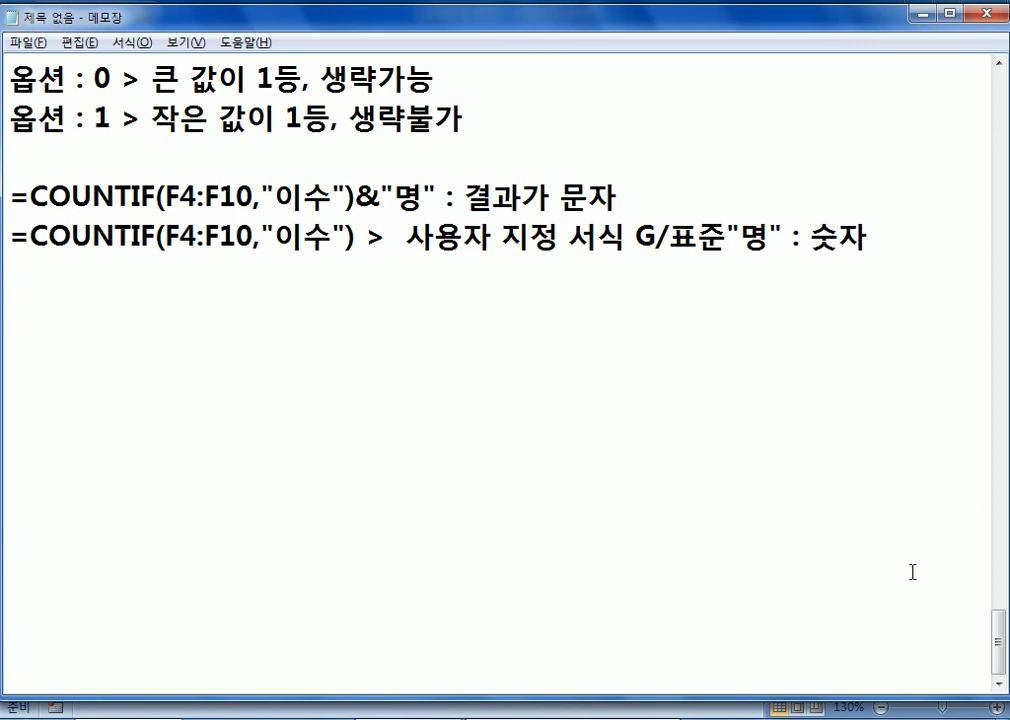 제목 없음 - 메모장
파일(F) 편집(E) 서식(O) 보기(V) 도움말(H)
옵션 : 0 > 큰 값이 1등, 생략가능
옵션 : 1 > 작은 값이 1등, 생략불가
=COUNTIF(F4:F10,"이수")&"명" : 결과가 문자
=COUNTIF(F4:F10,"이수") > 사용자 지정 서식 G/표준"명" : 숫자
준비 130%